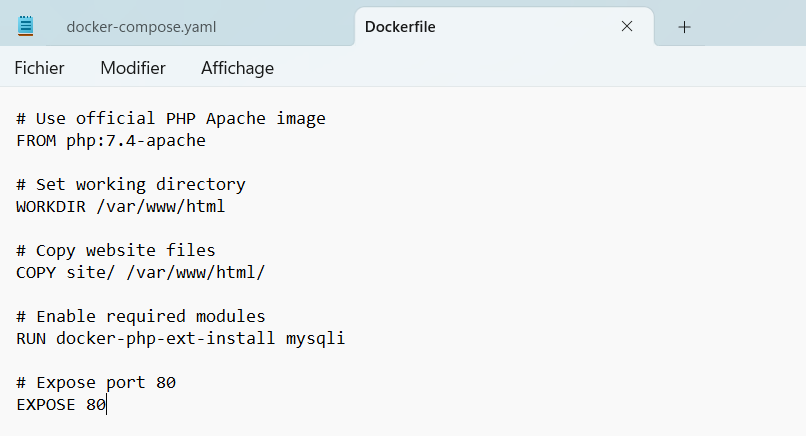 docker-compose.yaml
Dockerfile
Fichier Modifier Affichage
# Use official PHP Apache image
FROM php:7.4-apache
# Set working directory
WORKDIR /var/www/html
# Copy website files
COPY site/ /var/www/html/
# Enable required modules
RUN docker-php-ext-install mysqli
# Expose port 80
EXPOSE 80